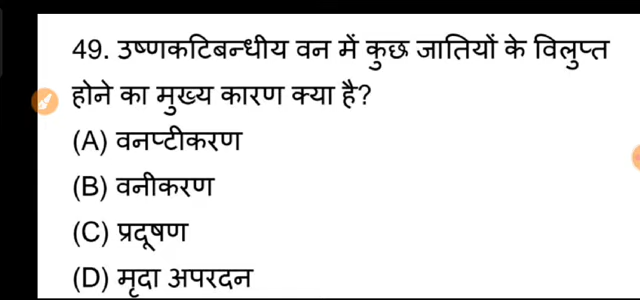 49. उष्णकटिबन्धीय वन में कुछ जातियों के विलुप्त
होने का मुख्य कारण क्या है?
(A) वनप्टीकरण
(B) वनीकरण
(C) प्रदूषण
(D) मृदा अपरदन